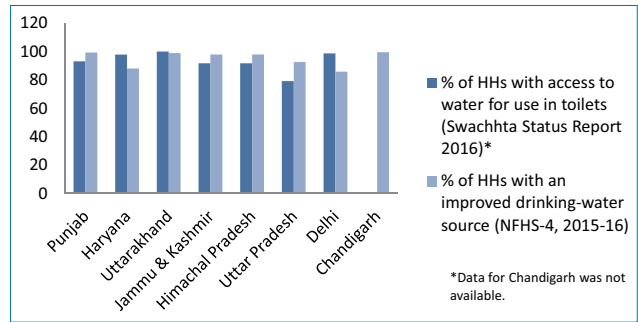 120
100
80
60
40
20
0
Punjab
Haryana
Uttarakhand
Jammu & Kashmir
Himachal Pradesh
Uttar Pradesh
Delhi
Chandigarh
% of HHs with access to
water for use in toilets
(Swachhta Status Report
2016)*
% of HHs with an
improved drinking-water
source (NFHS-4, 2015-16)
*Data for Chandigarh was not
available.